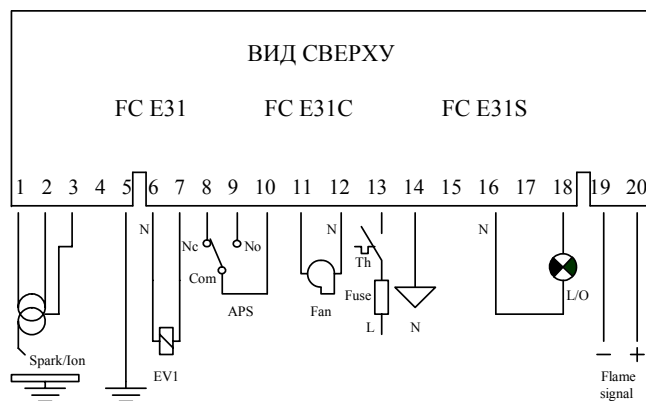 ВИД СВЕРХУ
FC E31 FC E31C FC E31S
1 2 3 4 5 6 7 8 9 10 11 12 13 14 15 16 17 18 19 20
N N N
Nc No Th
Com Fuse L/O
APS Fan L N
Spark/Ion EV1 − + Flame
signal